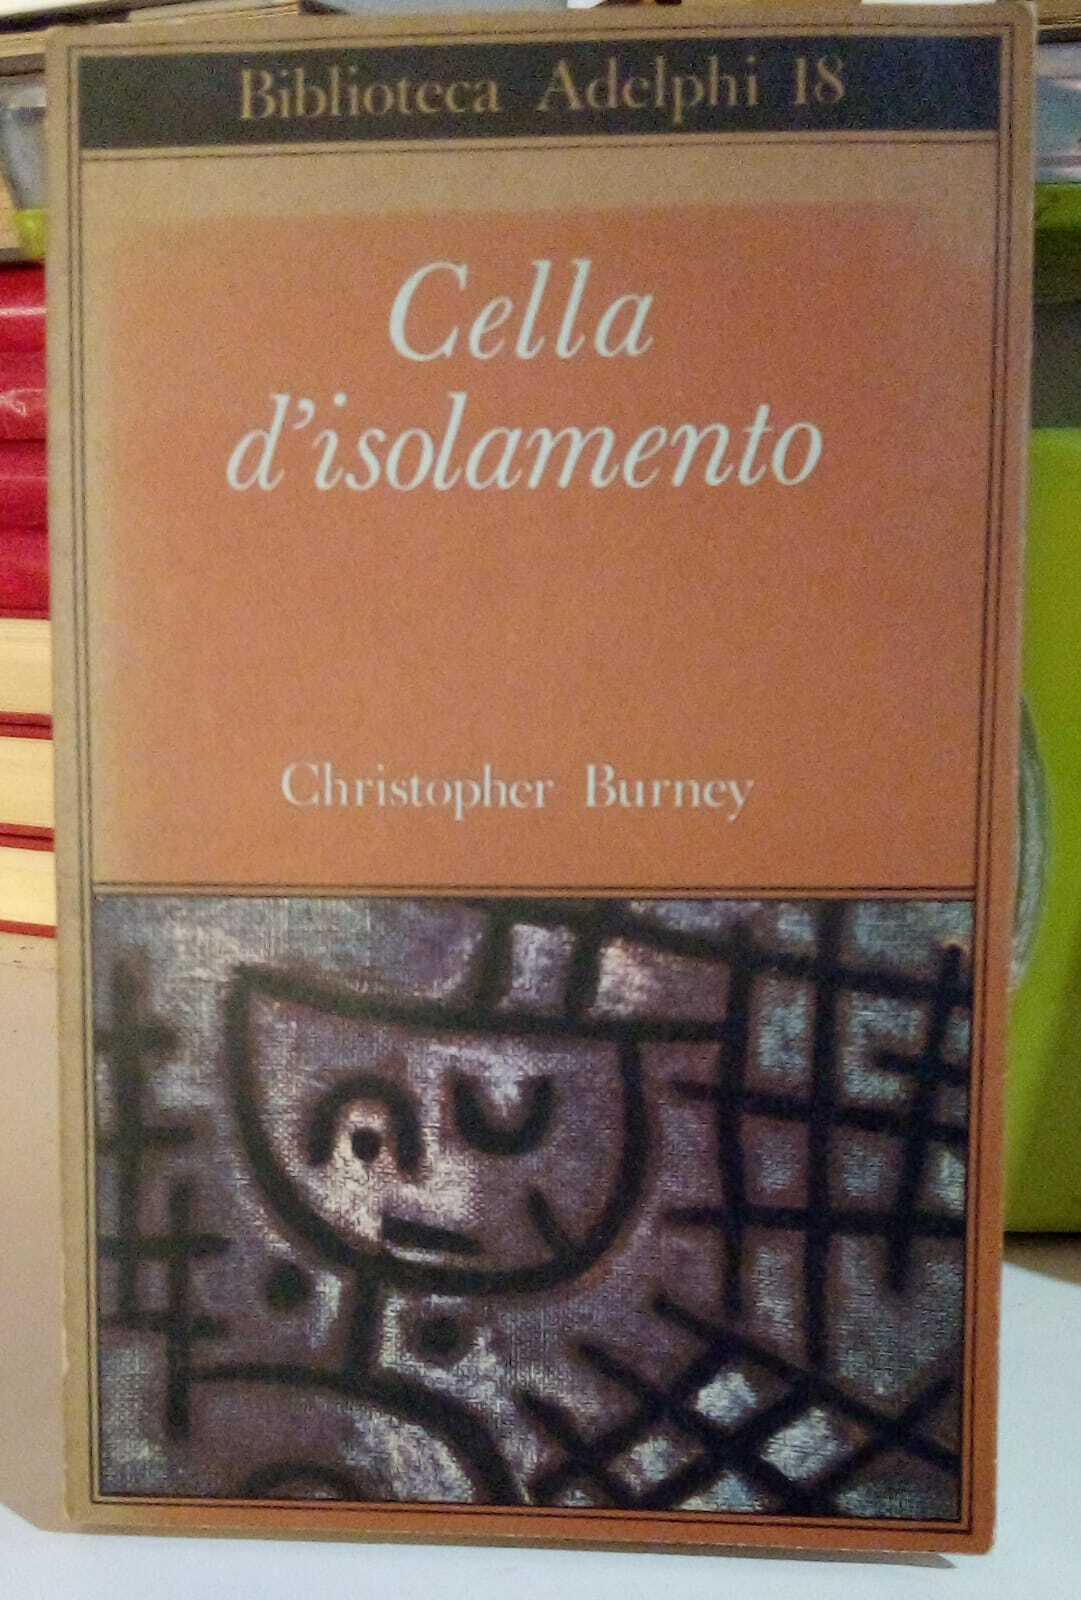 Biblioteca Adelphi 18
Cella
d'isolamento
Christopher Burney